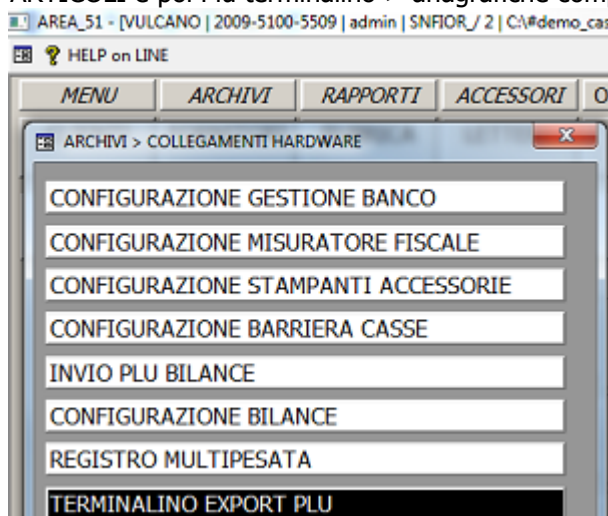 AREA_51 - [VULCANO | 2009-5100-5509 | admin | SNFIOR_/ 2 | C:\#demo_cas
HELP on LINE
MENU ARCHIVI RAPPORTI ACCESSORI O
ARCHIVI > COLLEGAMENTI HARDWARE
CONFIGURAZIONE GESTIONE BANCO
CONFIGURAZIONE MISURATORE FISCALE
CONFIGURAZIONE STAMPANTI ACCESSORIE
CONFIGURAZIONE BARRIERA CASSE
INVIO PLU BILANCE
CONFIGURAZIONE BILANCE
REGISTRO MULTIPESATA
TERMINALINO EXPORT PLU